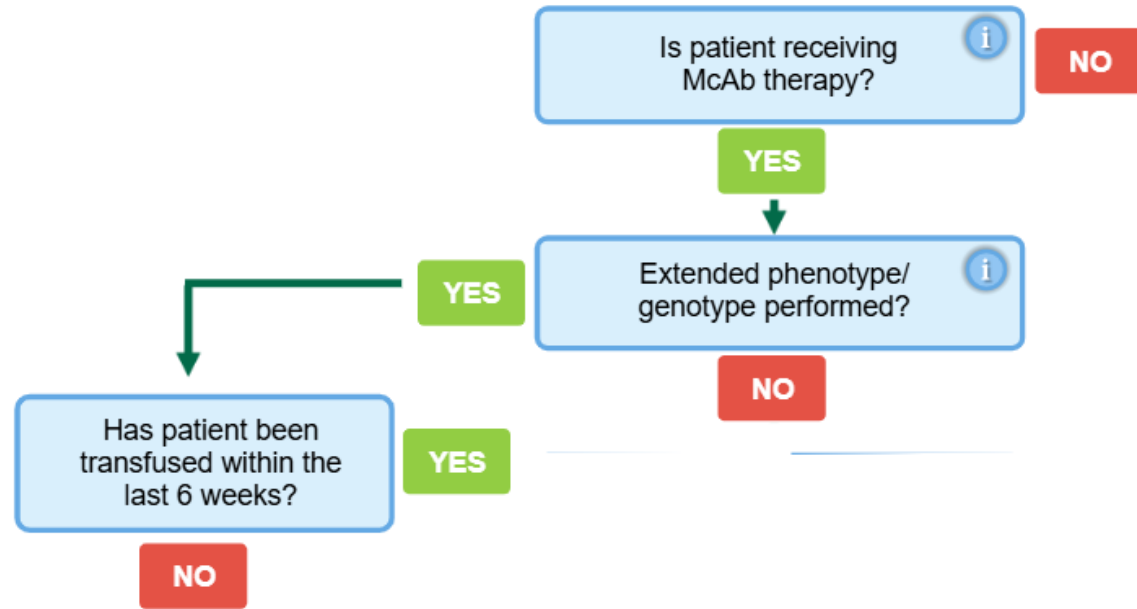 Is patient receiving
McAb therapy?
i
NO
YES
Extended phenotype/
genotype performed?
i
YES
NO
Has patient been
transfused within the
last 6 weeks?
YES
NO